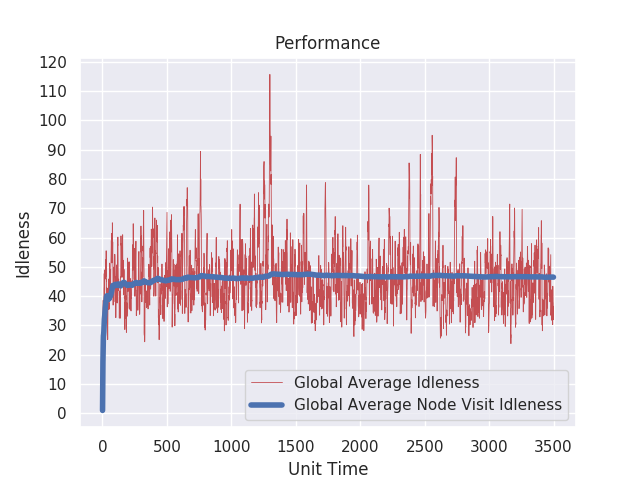 Performance
120
110
100
90
80
70
60
50
40
30
20
10
0
Idleness
Global Average Idleness
Global Average Node Visit Idleness
0 500 1000 1500 2000 2500 3000 3500
Unit Time